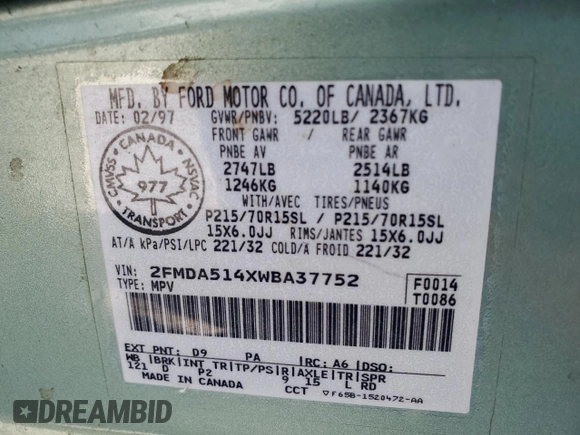 MFD. BY FORD MOTOR CO. OF CANADA, LTD.
DATE: 02/97 GVWR/PNBV: 5220LB/ 2367KG
FRONT GAWR / REAR GAWR
PNBE AV PNBE AR
2747LB 2514LB
1246KG 1140KG
WITH/AVEC TIRES/PNEUS
P215/70R15SL / P215/70R15SL
15X6.0JJ RIMS/JANTES 15X6.0JJ
AT/A kPa/PSI/LPC 221/32 COLD/A FROID 221/32
CMVSS CANADA NSVAC
977
TRANSPORT
VIN: 2FMDA514XWBA37752
TYPE: MPV
F0014
T0086
EXT PNT: D9 PA |RC: A6 |DSO:
WB |BRK|INT TR|TP/PS|R|AXLE|TR|SPR
121 D P2 9 15 L RD
MADE IN CANADA CCT ▽F65B-1520472-AA
DREAMBID